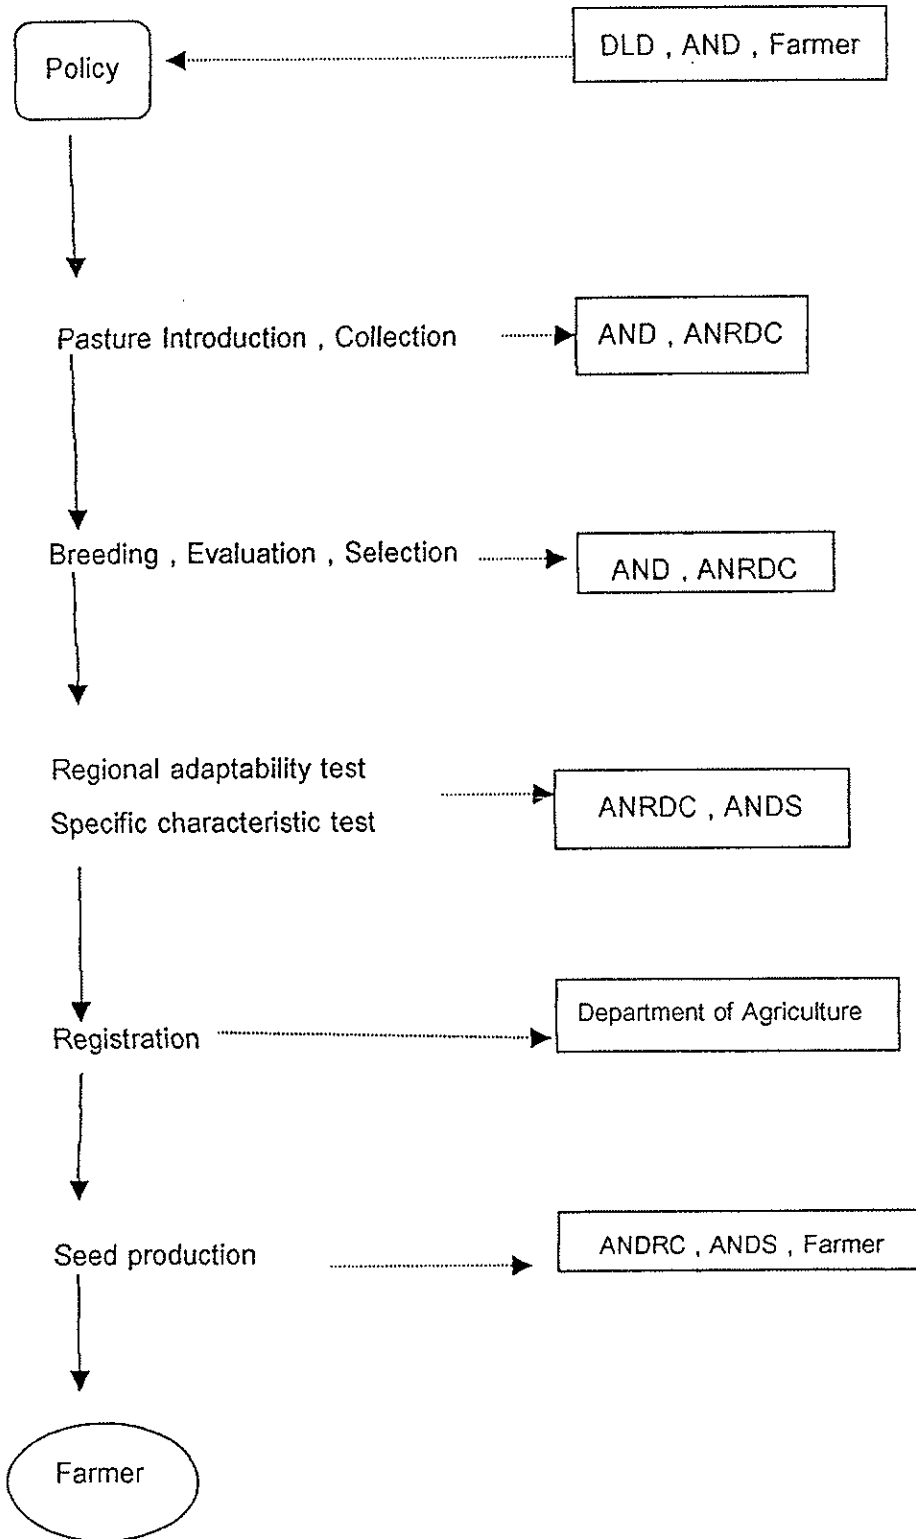 Policy
DLD , AND , Farmer
Pasture Introduction , Collection
AND , ANRDC
Breeding , Evaluation , Selection
AND , ANRDC
Regional adaptability test
Specific characteristic test
ANRDC , ANDS
Registration
Department of Agriculture
Seed production
ANDRC , ANDS , Farmer
Farmer